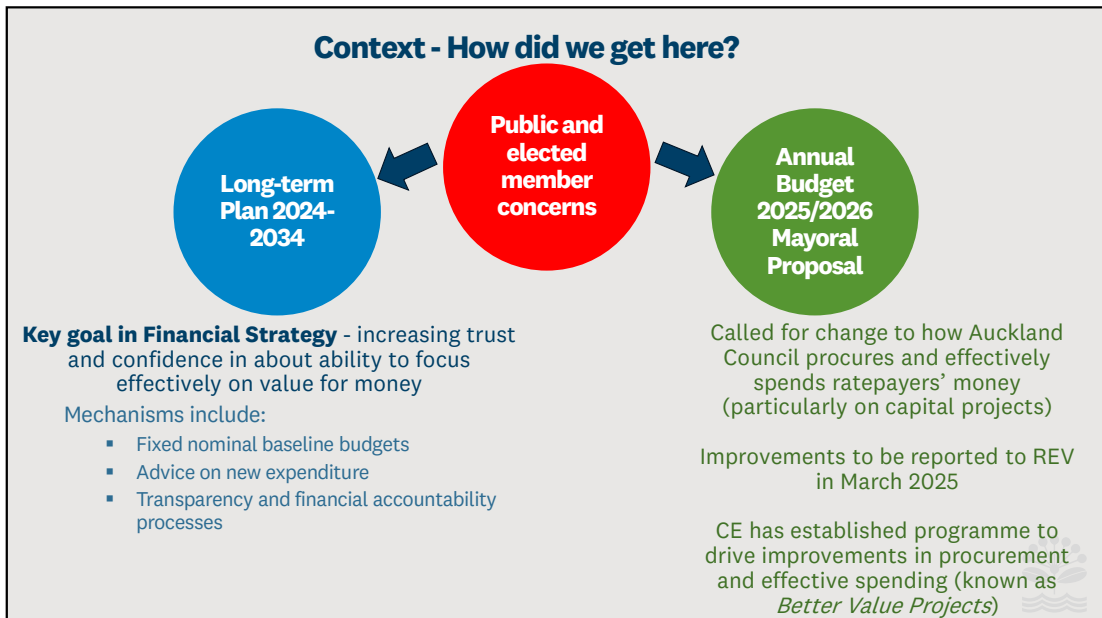 Context - How did we get here?
Long-term
Plan 2024-
2034
Public and
elected
member
concerns
Annual
Budget
2025/2026
Mayoral
Proposal
Key goal in Financial Strategy - increasing trust
and confidence in about ability to focus
effectively on value for money
Mechanisms include:
▪ Fixed nominal baseline budgets
▪ Advice on new expenditure
▪ Transparency and financial accountability
processes
Called for change to how Auckland
Council procures and effectively
spends ratepayers’ money
(particularly on capital projects)
Improvements to be reported to REV
in March 2025
CE has established programme to
drive improvements in procurement
and effective spending (known as
Better Value Projects)